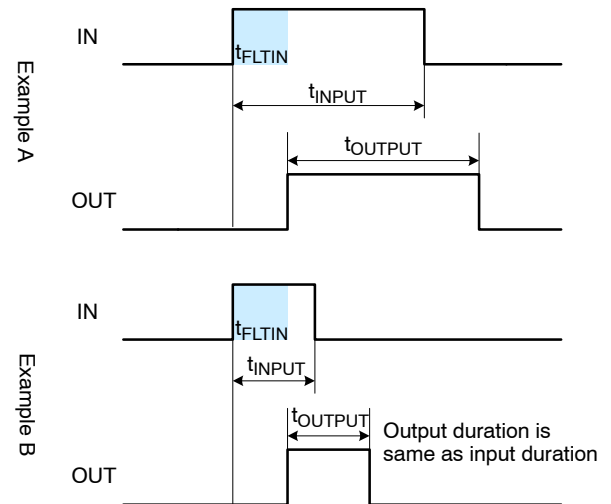 Example A
IN
tFLTIN
tINPUT
tOUTPUT
OUT
Example B
IN
tFLTIN
tINPUT
tOUTPUT
Output duration is
same as input duration
OUT